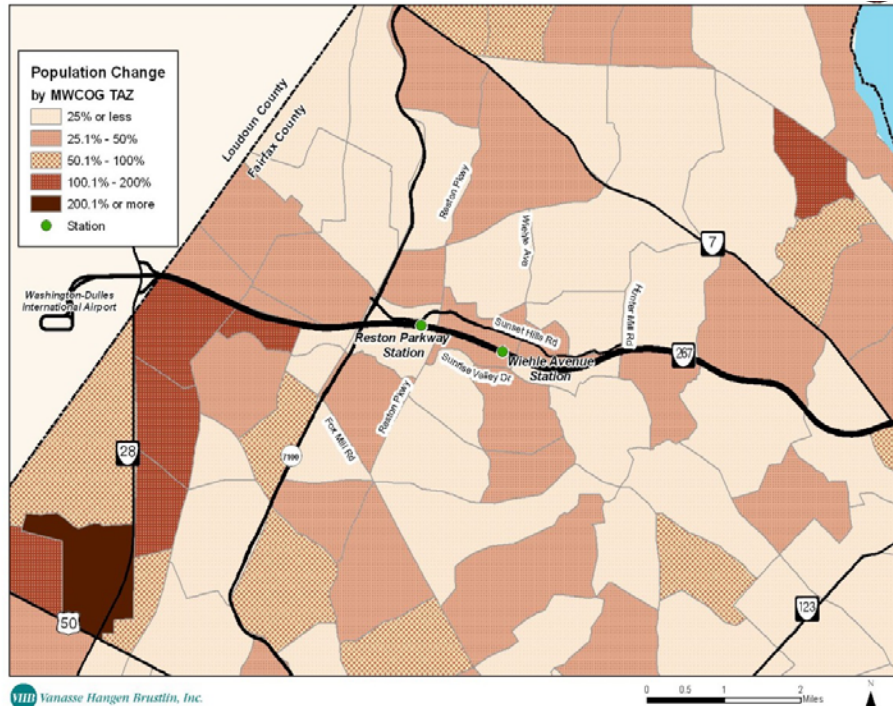 Population Change
by MWCOG TAZ
25% or less
25.1% - 50%
50.1% - 100%
100.1% - 200%
200.1% or more
Station
Loudoun County
Fairfax County
Reston Pkwy
Wiehle Ave
7
Washington-Dulles
International Airport
Hunter Mill Rd
Sunset Hills Rd
Reston Parkway
Station
Wiehle Avenue
Station
267
Sunrise Valley Dr
Reston Pkwy
Fox Mill Rd
28
7100
50
123
VHB Vanasse Hangen Brustlin, Inc.
0 0.5 1 2
Miles
N